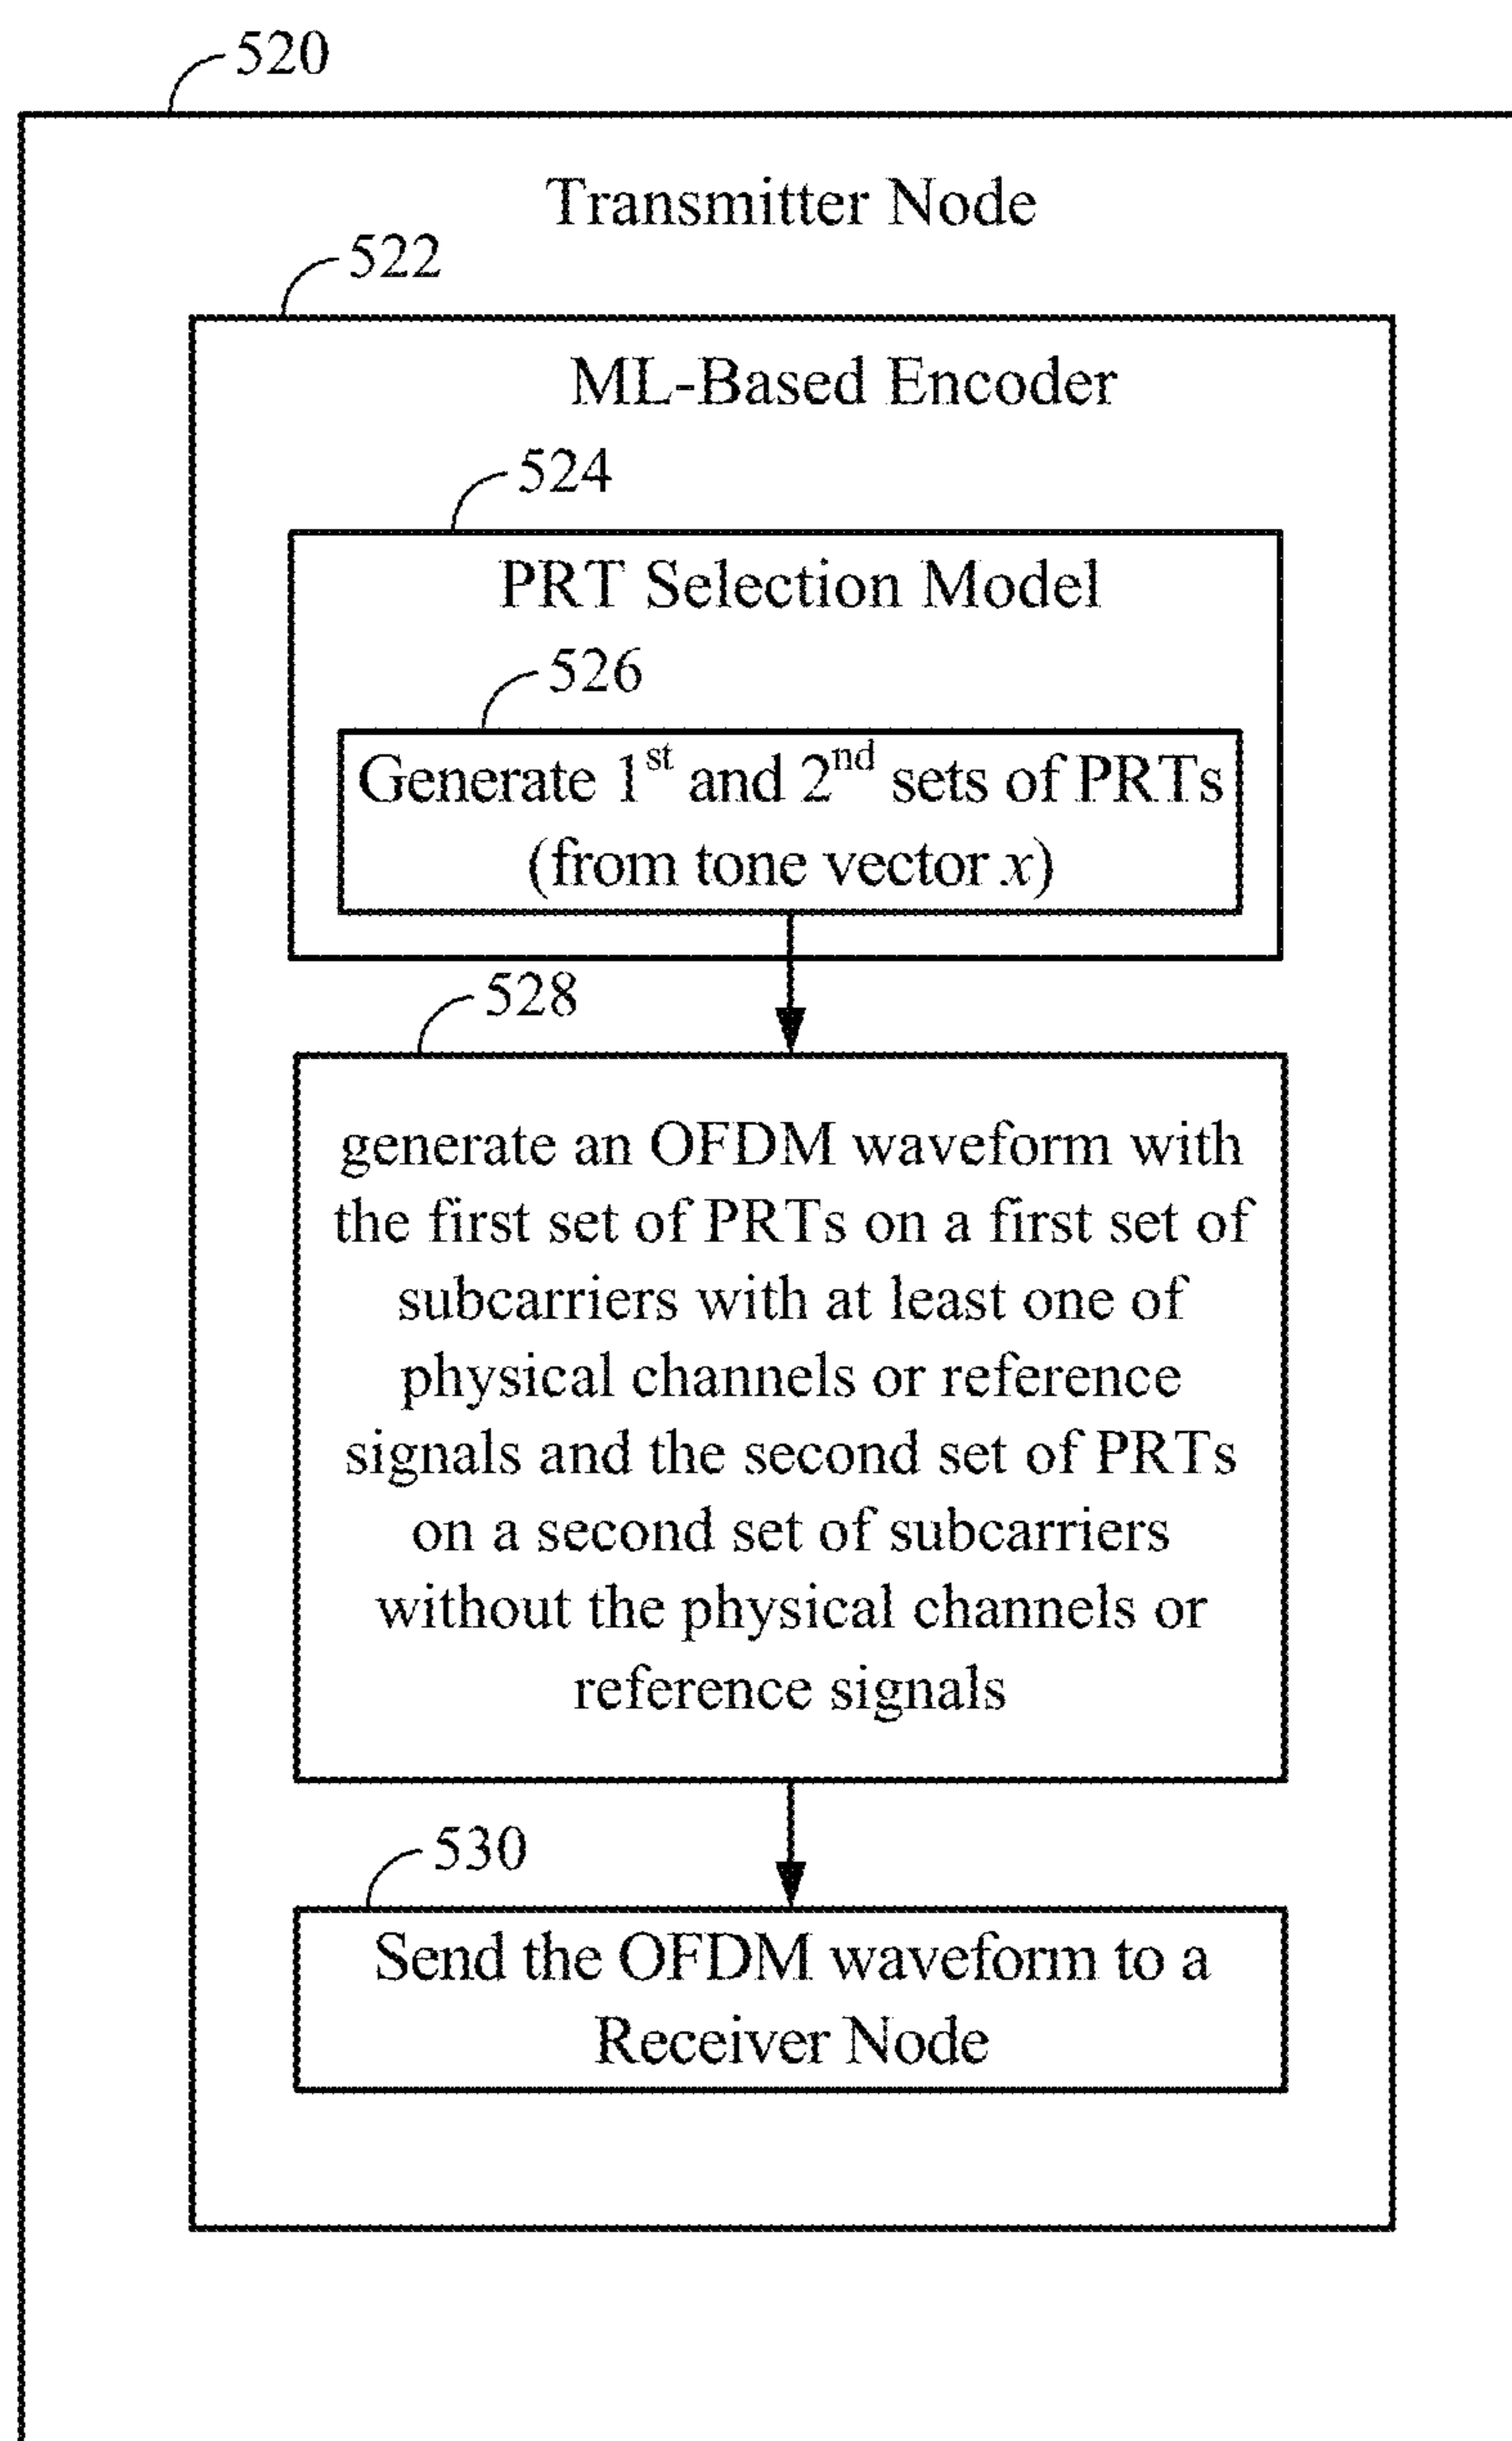 520
Transmitter Node
522
ML-Based Encoder
524
PRT Selection Model
526
Generate 1st and 2nd sets of PRTs
(from tone vector x)
528
generate an OFDM waveform with
the first set of PRTs on a first set of
subcarriers with at least one of
physical channels or reference
signals and the second set of PRTs
on a second set of subcarriers
without the physical channels or
reference signals
530
Send the OFDM waveform to a
Receiver Node